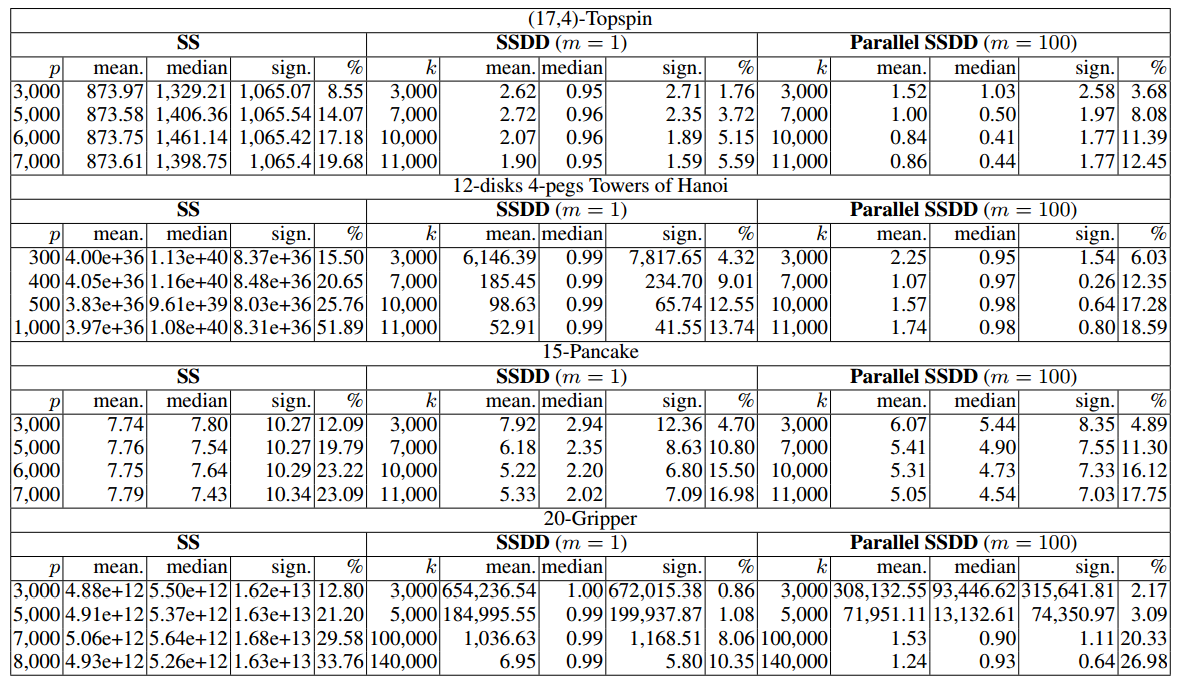 (17,4)-Topspin
SS SSDD (m = 1) Parallel SSDD (m = 100)
p mean. median sign. % k mean. median sign. % k mean. median sign. %
3,000 873.97 1,329.21 1,065.07 8.55 3,000 2.62 0.95 2.71 1.76 3,000 1.52 1.03 2.58 3.68
5,000 873.58 1,406.36 1,065.54 14.07 7,000 2.72 0.96 2.35 3.72 7,000 1.00 0.50 1.97 8.08
6,000 873.75 1,461.14 1,065.42 17.18 10,000 2.07 0.96 1.89 5.15 10,000 0.84 0.41 1.77 11.39
7,000 873.61 1,398.75 1,065.4 19.68 11,000 1.90 0.95 1.59 5.59 11,000 0.86 0.44 1.77 12.45
12-disks 4-pegs Towers of Hanoi
SS SSDD (m = 1) Parallel SSDD (m = 100)
p mean. median sign. % k mean. median sign. % k mean. median sign. %
300 4.00e+36 1.13e+40 8.37e+36 15.50 3,000 6,146.39 0.99 7,817.65 4.32 3,000 2.25 0.95 1.54 6.03
400 4.05e+36 1.16e+40 8.48e+36 20.65 7,000 185.45 0.99 234.70 9.01 7,000 1.07 0.97 0.26 12.35
500 3.83e+36 9.61e+39 8.03e+36 25.76 10,000 98.63 0.99 65.74 12.55 10,000 1.57 0.98 0.64 17.28
1,000 3.97e+36 1.08e+40 8.31e+36 51.89 11,000 52.91 0.99 41.55 13.74 11,000 1.74 0.98 0.80 18.59
15-Pancake
SS SSDD (m = 1) Parallel SSDD (m = 100)
p mean. median sign. % k mean. median sign. % k mean. median sign. %
3,000 7.74 7.80 10.27 12.09 3,000 7.92 2.94 12.36 4.70 3,000 6.07 5.44 8.35 4.89
5,000 7.76 7.54 10.27 19.79 7,000 6.18 2.35 8.63 10.80 7,000 5.41 4.90 7.55 11.30
6,000 7.75 7.64 10.29 23.22 10,000 5.22 2.20 6.80 15.50 10,000 5.31 4.73 7.33 16.12
7,000 7.79 7.43 10.34 23.09 11,000 5.33 2.02 7.09 16.98 11,000 5.05 4.54 7.03 17.75
20-Gripper
SS SSDD (m = 1) Parallel SSDD (m = 100)
p mean. median sign. % k mean. median sign. % k mean. median sign. %
3,000 4.88e+12 5.50e+12 1.62e+13 12.80 3,000 654,236.54 1.00 672,015.38 0.86 3,000 308,132.55 93,446.62 315,641.81 2.17
5,000 4.91e+12 5.37e+12 1.63e+13 21.20 5,000 184,995.55 0.99 199,937.87 1.08 5,000 71,951.11 13,132.61 74,350.97 3.09
7,000 5.06e+12 5.64e+12 1.68e+13 29.58 100,000 1,036.63 0.99 1,168.51 8.06 100,000 1.53 0.90 1.11 20.33
8,000 4.93e+12 5.26e+12 1.63e+13 33.76 140,000 6.95 0.99 5.80 10.35 140,000 1.24 0.93 0.64 26.98